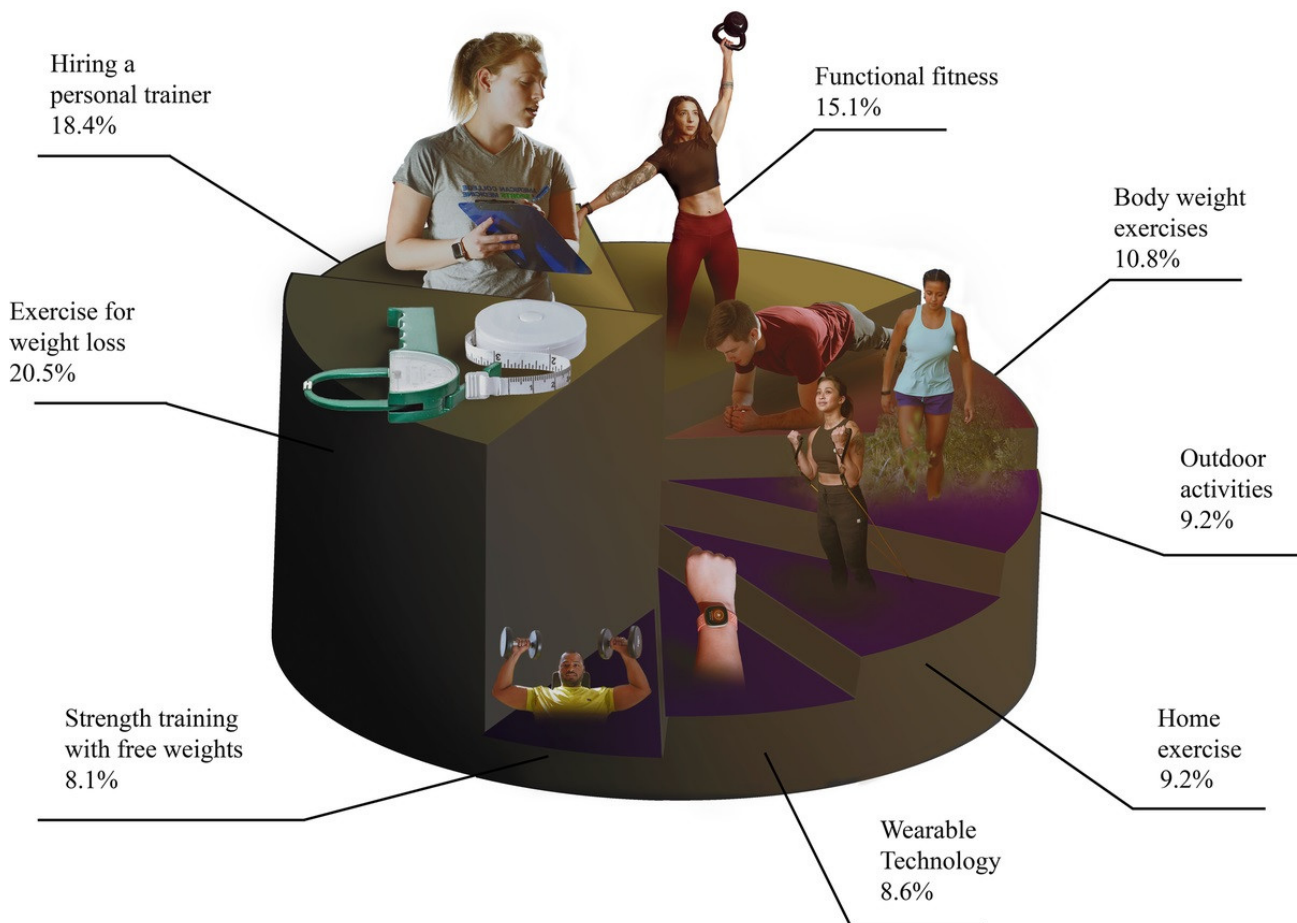 Hiring a
personal trainer
18.4%
Functional fitness
15.1%
Body weight
exercises
10.8%
Exercise for
weight loss
20.5%
Outdoor
activities
9.2%
Strength training
with free weights
8.1%
Home
exercise
9.2%
Wearable
Technology
8.6%